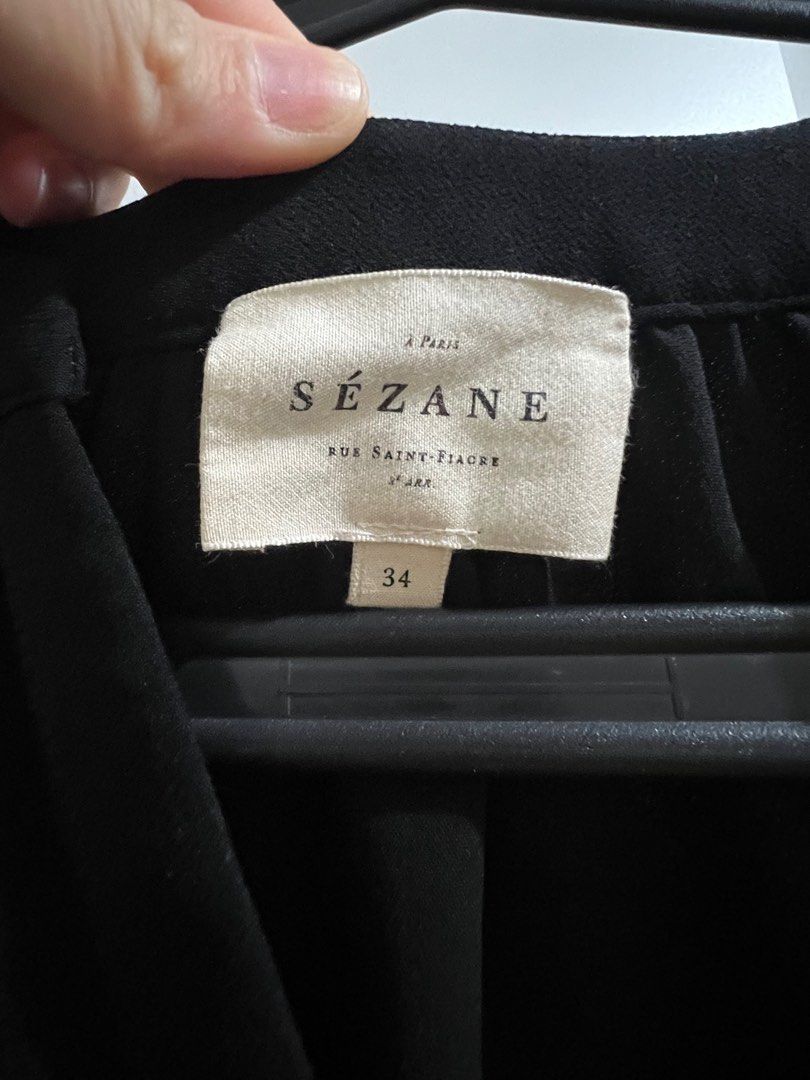 À PARIS
SÉZANE
RUE SAINT-FIACRE
2E ARR.
34